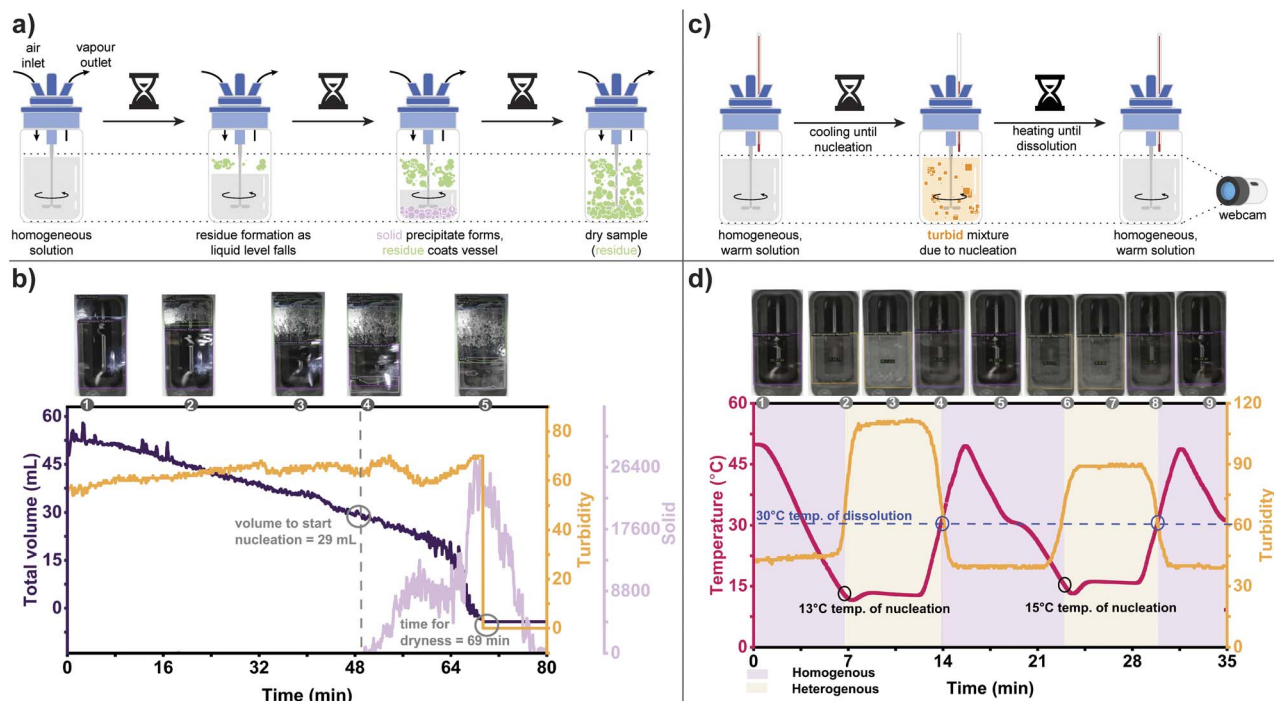 a)
air
inlet
vapour
outlet
homogeneous
solution
residue formation as
liquid level falls
solid precipitate forms,
residue coats vessel
dry sample
(residue)
c)
cooling until
nucleation
heating until
dissolution
webcam
homogeneous,
warm solution
turbid mixture
due to nucleation
homogeneous,
warm solution
b)
1
2
3
4
5
Total volume (mL)
60
45
30
15
0
volume to start
nucleation = 29 mL
time for
dryness = 69 min
80
60
40
20
0
Turbidity
26400
17600
8800
0
Solid
0
16
32
48
64
80
Time (min)
d)
1
2
3
4
5
6
7
8
9
Temperature (°C)
60
45
30
15
0
30°C temp. of dissolution
13°C temp. of nucleation
15°C temp. of nucleation
120
90
60
30
0
Turbidity
0
7
14
21
28
35
Time (min)
Homogenous
Heterogenous